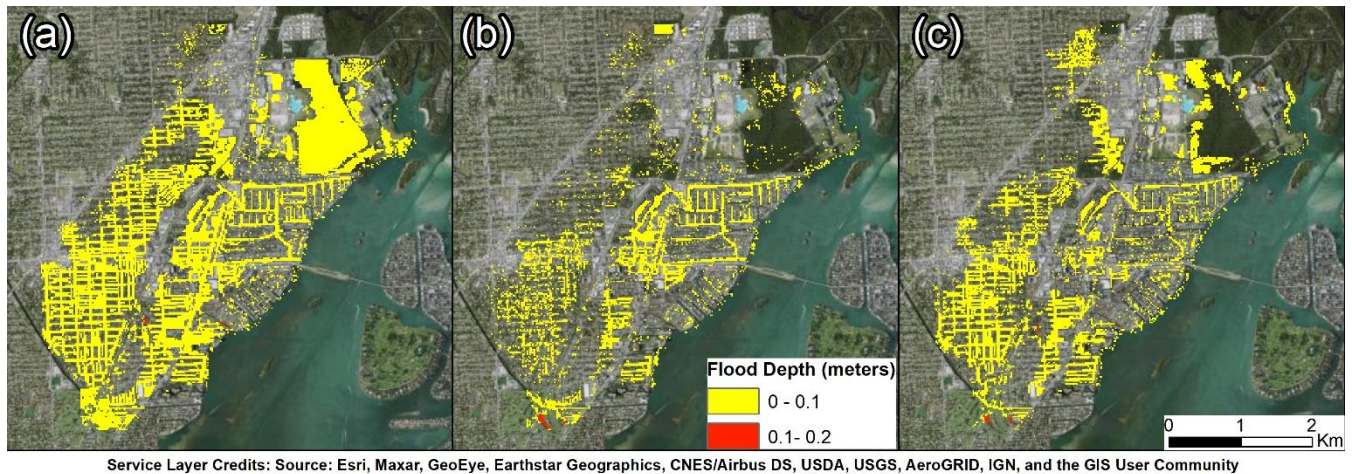 (a)
(b)
(c)
Flood Depth (meters)
0 - 0.1
0.1- 0.2
0 1 2
Km
Service Layer Credits: Source: Esri, Maxar, GeoEye, Earthstar Geographics, CNES/Airbus DS, USDA, USGS, AeroGRID, IGN, and the GIS User Community